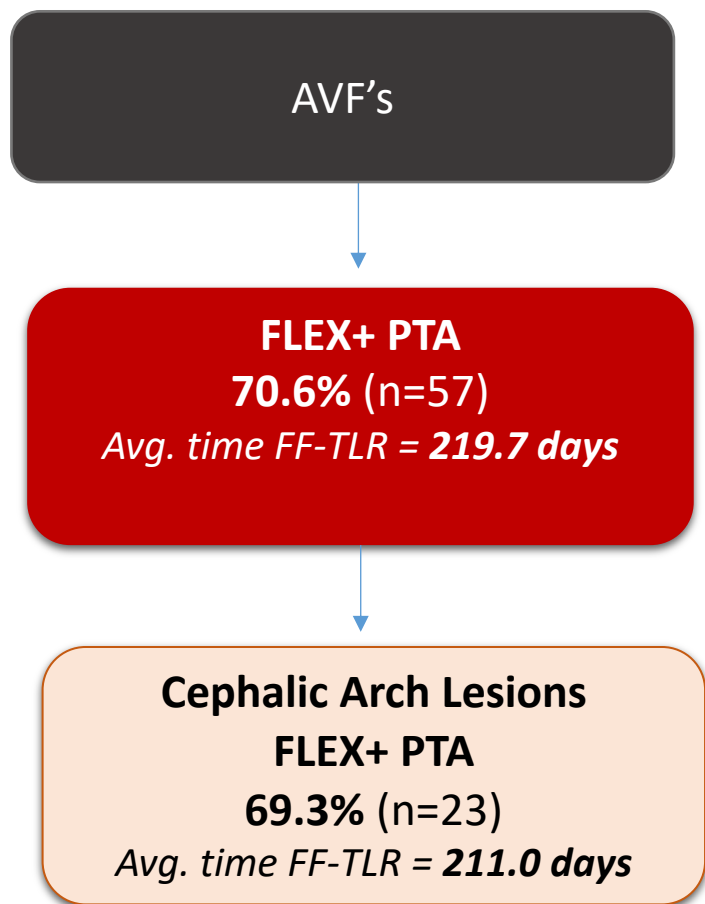 AVF’s
FLEX+ PTA
70.6% (n=57)
Avg. time FF-TLR = 219.7 days
Cephalic Arch Lesions
FLEX+ PTA
69.3% (n=23)
Avg. time FF-TLR = 211.0 days